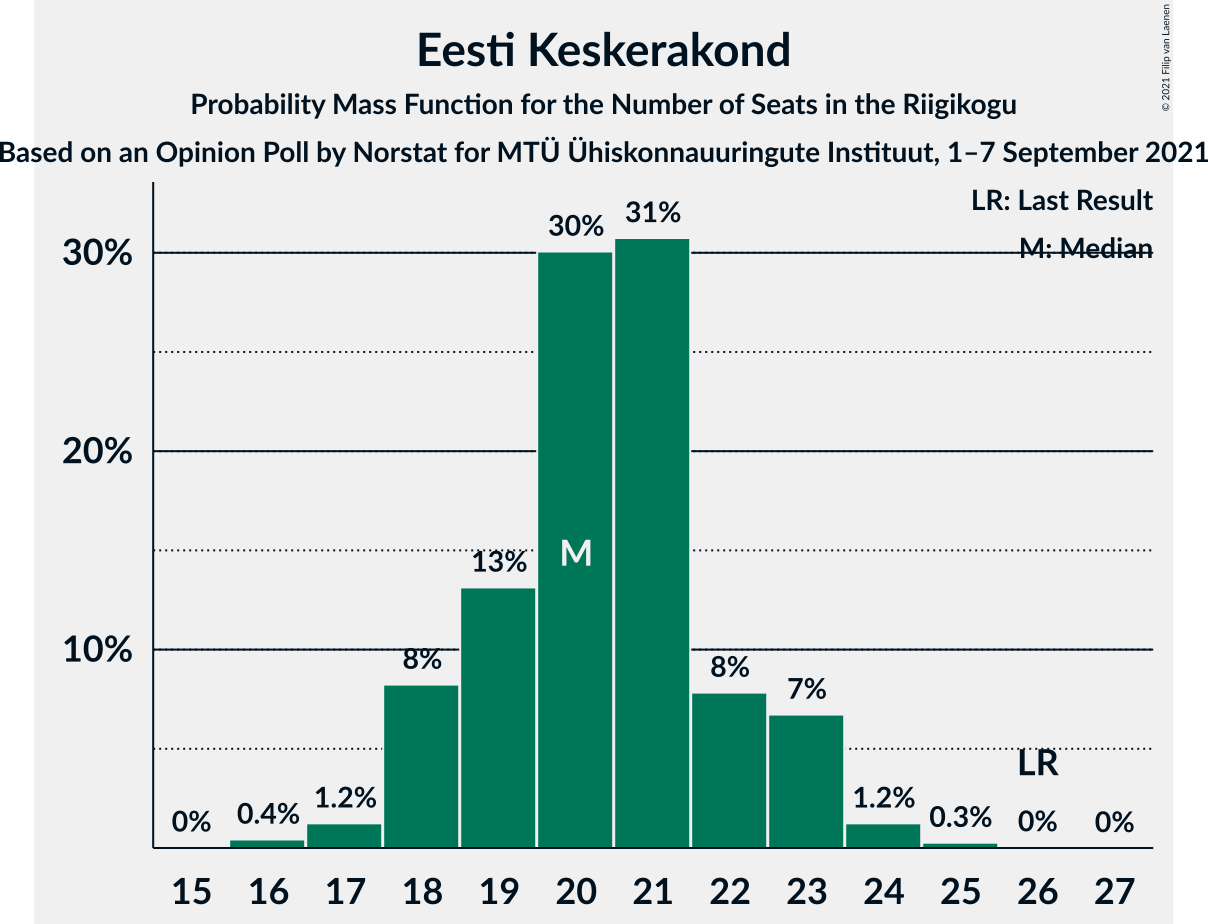 Eesti Keskerakond
Probability Mass Function for the Number of Seats in the Riigikogu
Based on an Opinion Poll by Norstat for MTÜ Ühiskonnauuringute Instituut, 1–7 September 2021
© 2021 Filip van Laenen
LR: Last Result
M: Median
30%
20%
10%
0%
0.4%
1.2%
8%
13%
30%
31%
8%
7%
1.2%
0.3%
0%
0%
M
LR
15 16 17 18 19 20 21 22 23 24 25 26 27